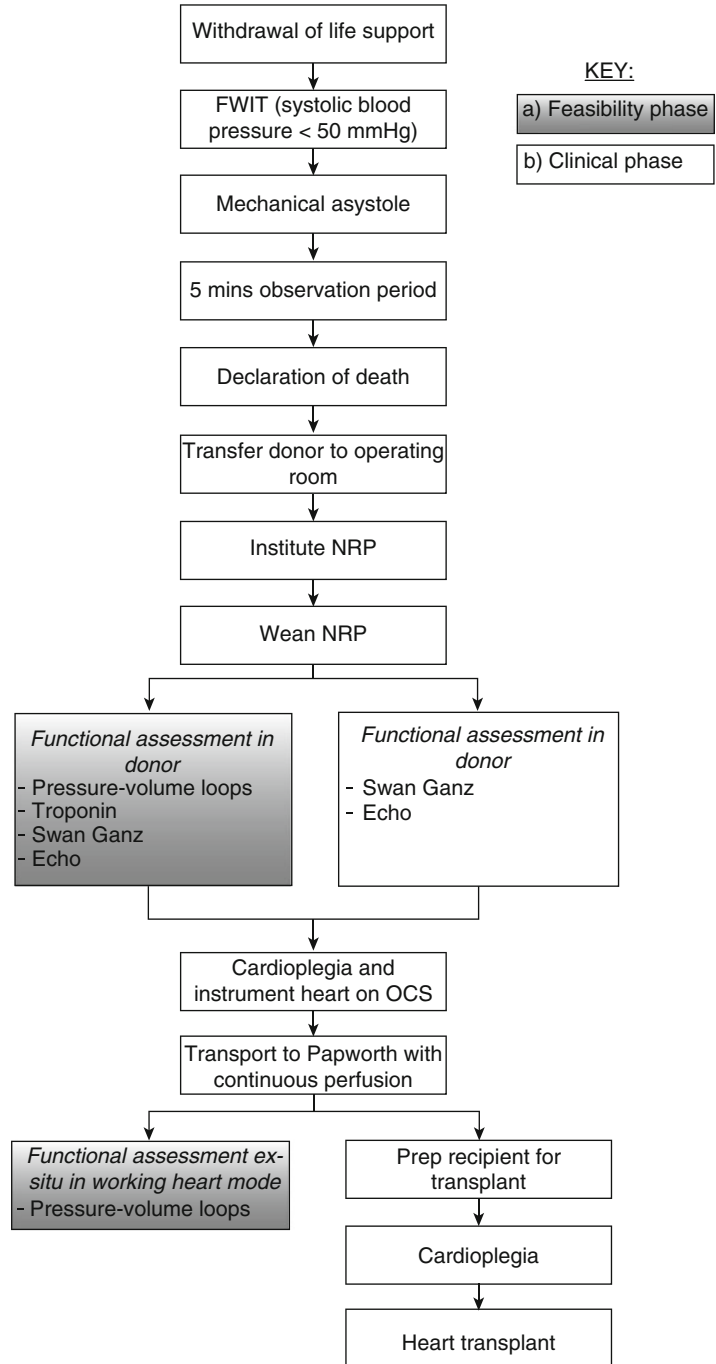 Withdrawal of life support
KEY:
a) Feasibility phase
b) Clinical phase
FWIT (systolic blood
pressure < 50 mmHg)
Mechanical asystole
5 mins observation period
Declaration of death
Transfer donor to operating
room
Institute NRP
Wean NRP
Functional assessment in
donor
- Pressure-volume loops
- Troponin
- Swan Ganz
- Echo
Functional assessment in
donor
- Swan Ganz
- Echo
Cardioplegia and
instrument heart on OCS
Transport to Papworth with
continuous perfusion
Functional assessment ex-
situ in working heart mode
- Pressure-volume loops
Prep recipient for
transplant
Cardioplegia
Heart transplant